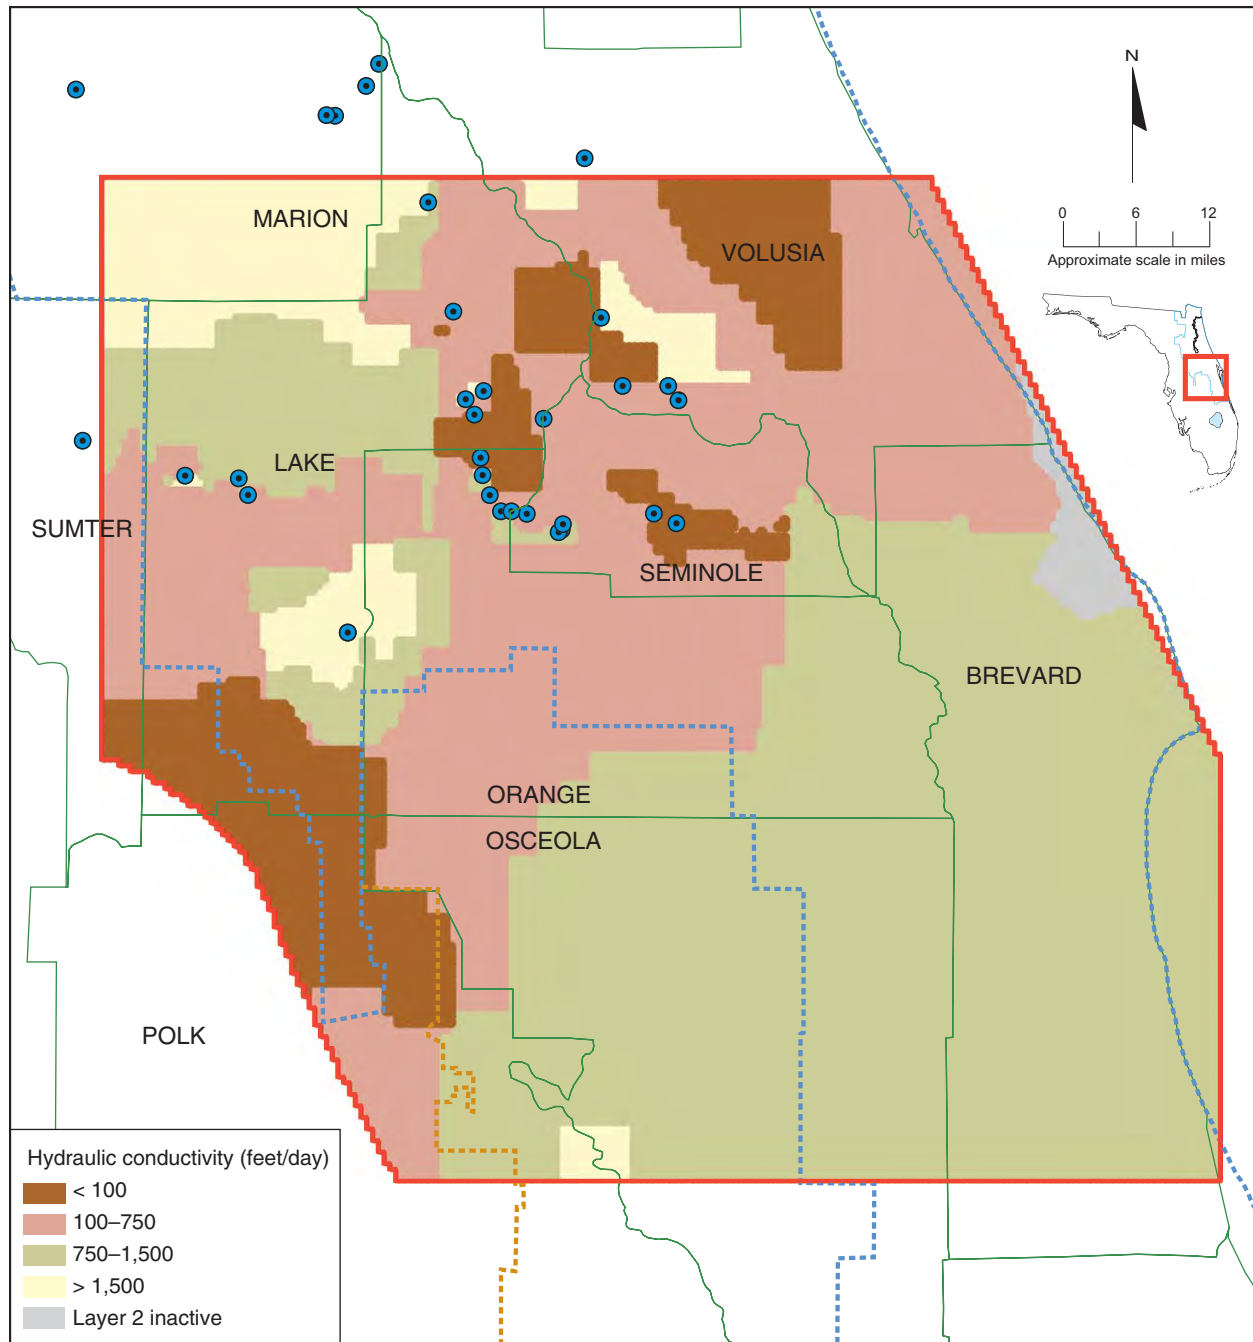 N
0 6 12
Approximate scale in miles
MARION
VOLUSIA
LAKE
SUMTER
SEMINOLE
BREVARD
ORANGE
OSCEOLA
POLK
Hydraulic conductivity (feet/day)
< 100
100–750
750–1,500
> 1,500
Layer 2 inactive